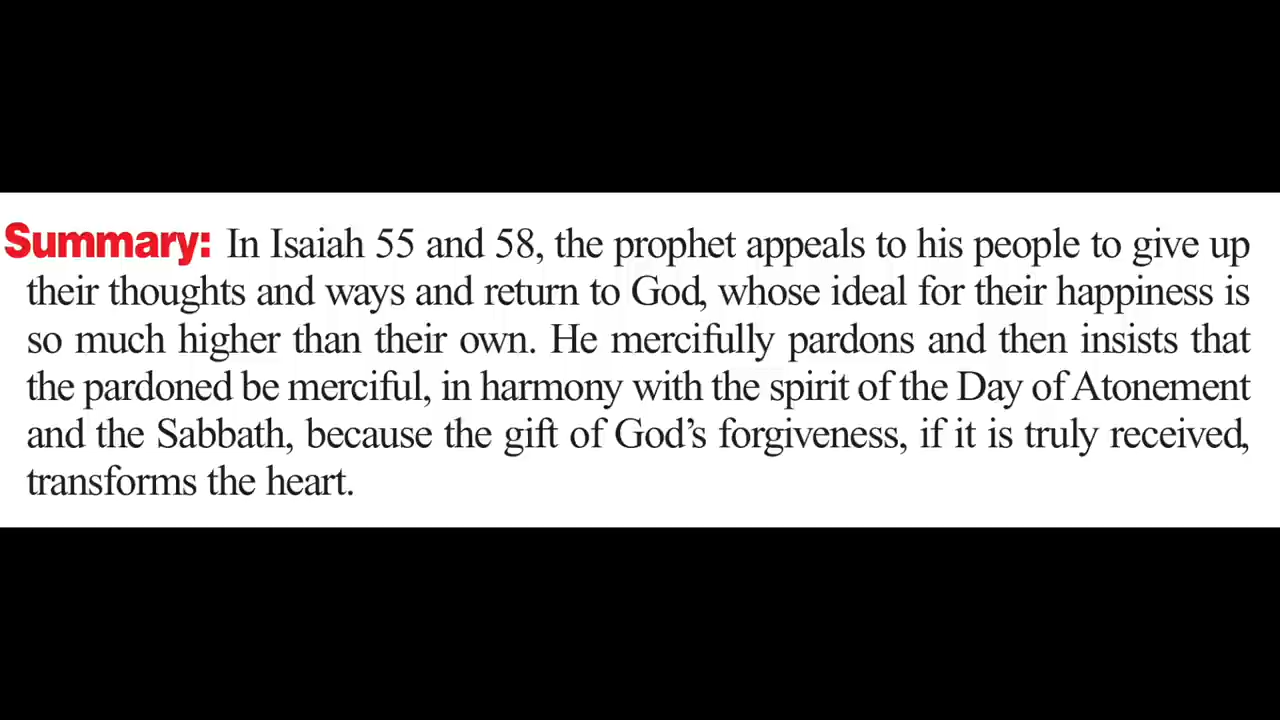 Summary: In Isaiah 55 and 58, the prophet appeals to his people to give up
their thoughts and ways and return to God, whose ideal for their happiness is
so much higher than their own. He mercifully pardons and then insists that
the pardoned be merciful, in harmony with the spirit of the Day of Atonement
and the Sabbath, because the gift of God’s forgiveness, if it is truly received,
transforms the heart.